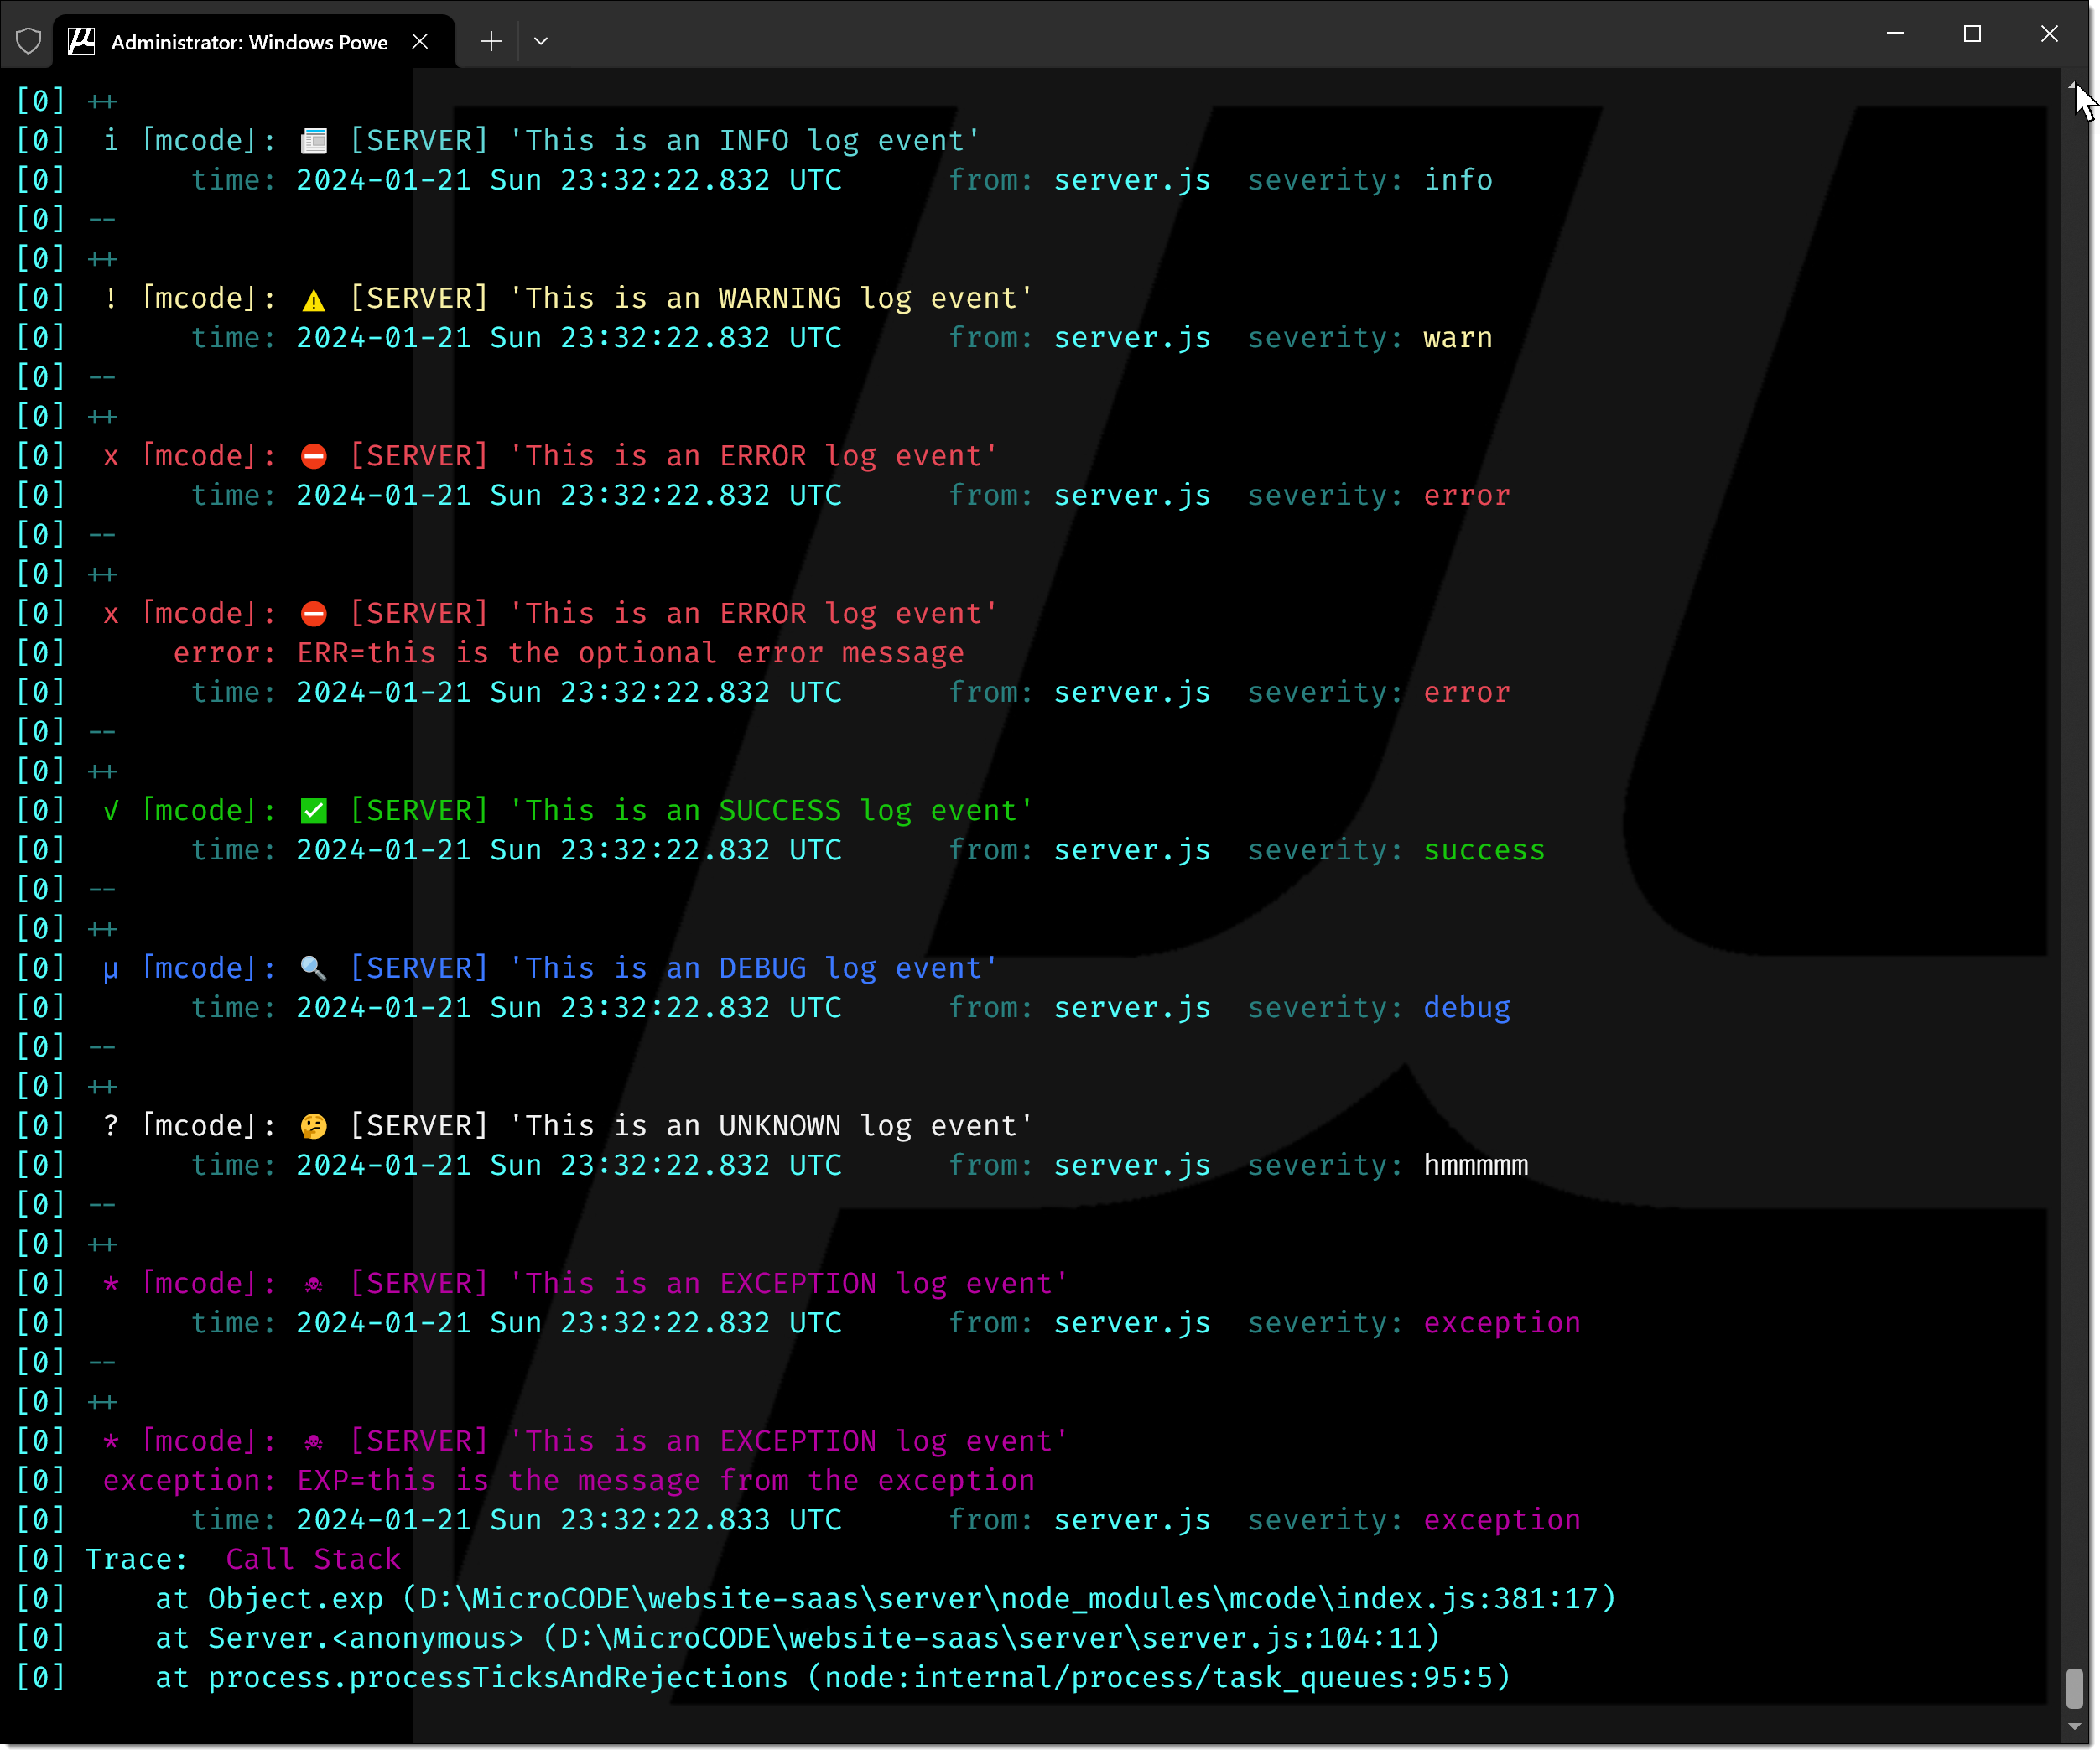 Administrator: Windows Powe
[0] ++
[0]  i ⌈mcode⌋: 📰 [SERVER] 'This is an INFO log event'
[0]       time: 2024-01-21 Sun 23:32:22.832 UTC      from: server.js  severity: info
[0] --
[0] ++
[0]  ! ⌈mcode⌋: ⚠️ [SERVER] 'This is an WARNING log event'
[0]       time: 2024-01-21 Sun 23:32:22.832 UTC      from: server.js  severity: warn
[0] --
[0] ++
[0]  x ⌈mcode⌋: ⛔ [SERVER] 'This is an ERROR log event'
[0]       time: 2024-01-21 Sun 23:32:22.832 UTC      from: server.js  severity: error
[0] --
[0] ++
[0]  x ⌈mcode⌋: ⛔ [SERVER] 'This is an ERROR log event'
[0]      error: ERR=this is the optional error message
[0]       time: 2024-01-21 Sun 23:32:22.832 UTC      from: server.js  severity: error
[0] --
[0] ++
[0]  √ ⌈mcode⌋: ✅ [SERVER] 'This is an SUCCESS log event'
[0]       time: 2024-01-21 Sun 23:32:22.832 UTC      from: server.js  severity: success
[0] --
[0] ++
[0]  µ ⌈mcode⌋: 🔍 [SERVER] 'This is an DEBUG log event'
[0]       time: 2024-01-21 Sun 23:32:22.832 UTC      from: server.js  severity: debug
[0] --
[0] ++
[0]  ? ⌈mcode⌋: 🤔 [SERVER] 'This is an UNKNOWN log event'
[0]       time: 2024-01-21 Sun 23:32:22.832 UTC      from: server.js  severity: hmmmmm
[0] --
[0] ++
[0]  * ⌈mcode⌋: ☠ [SERVER] 'This is an EXCEPTION log event'
[0]       time: 2024-01-21 Sun 23:32:22.832 UTC      from: server.js  severity: exception
[0] --
[0] ++
[0]  * ⌈mcode⌋: ☠ [SERVER] 'This is an EXCEPTION log event'
[0]  exception: EXP=this is the message from the exception
[0]       time: 2024-01-21 Sun 23:32:22.833 UTC      from: server.js  severity: exception
[0] Trace:  Call Stack
[0]     at Object.exp (D:\MicroCODE\website-saas\server\node_modules\mcode\index.js:381:17)
[0]     at Server.<anonymous> (D:\MicroCODE\website-saas\server\server.js:104:11)
[0]     at process.processTicksAndRejections (node:internal/process/task_queues:95:5)